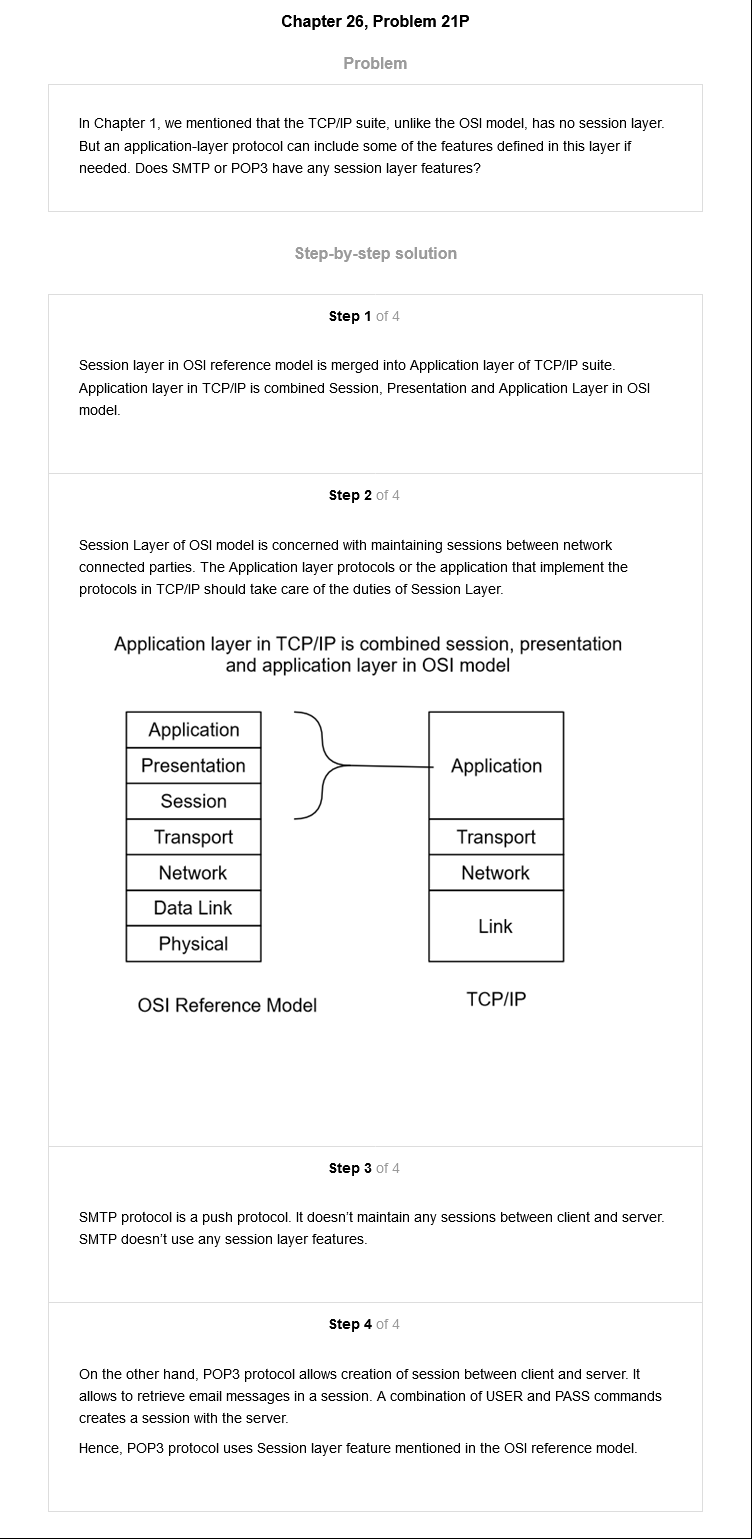 Chapter 26, Problem 21P
Problem
In Chapter 1, we mentioned that the TCP/IP suite, unlike the OSI model, has no session layer.
But an application-layer protocol can include some of the features defined in this layer if
needed. Does SMTP or POP3 have any session layer features?
Step-by-step solution
Step 1 of 4
Session layer in OSI reference model is merged into Application layer of TCP/IP suite.
Application layer in TCP/IP is combined Session, Presentation and Application Layer in OSI
model.
Step 2 of 4
Session Layer of OSI model is concerned with maintaining sessions between network
connected parties. The Application layer protocols or the application that implement the
protocols in TCP/IP should take care of the duties of Session Layer.
Application layer in TCP/IP is combined session, presentation
and application layer in OSI model
Application
Presentation
Session
Transport
Network
Data Link
Physical
OSI Reference Model
Application
Transport
Network
Link
TCP/IP
Step 3 of 4
SMTP protocol is a push protocol. It doesn't maintain any sessions between client and server.
SMTP doesn't use any session layer features.
Step 4 of 4
On the other hand, POP3 protocol allows creation of session between client and server. It
allows to retrieve email messages in a session. A combination of USER and PASS commands
creates a session with the server.
Hence, POP3 protocol uses Session layer feature mentioned in the OSI reference model.